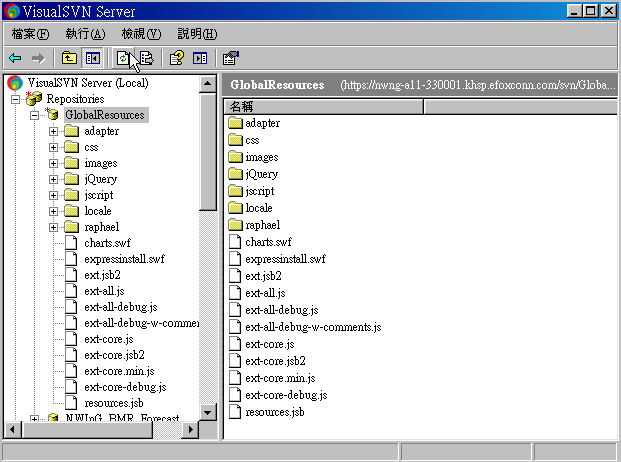 VisualSVN Server
檔案(F) 執行(A) 檢視(V) 說明(H)
VisualSVN Server (Local)
Repositories
GlobalResources
adapter
css
images
jQuery
jscript
locale
raphael
charts.swf
expressinstall.swf
ext.jsb2
ext-all.js
ext-all-debug.js
ext-all-debug-w-comme
ext-core.js
ext-core.jsb2
ext-core.min.js
ext-core-debug.js
resources.jsb
NWInG_BMR_Forecast
GlobalResources (https://nwng-a11-330001.khsp.efoxconn.com/svn/Globa...
名稱
adapter
css
images
jQuery
jscript
locale
raphael
charts.swf
expressinstall.swf
ext.jsb2
ext-all.js
ext-all-debug.js
ext-all-debug-w-comments.js
ext-core.js
ext-core.jsb2
ext-core.min.js
ext-core-debug.js
resources.jsb